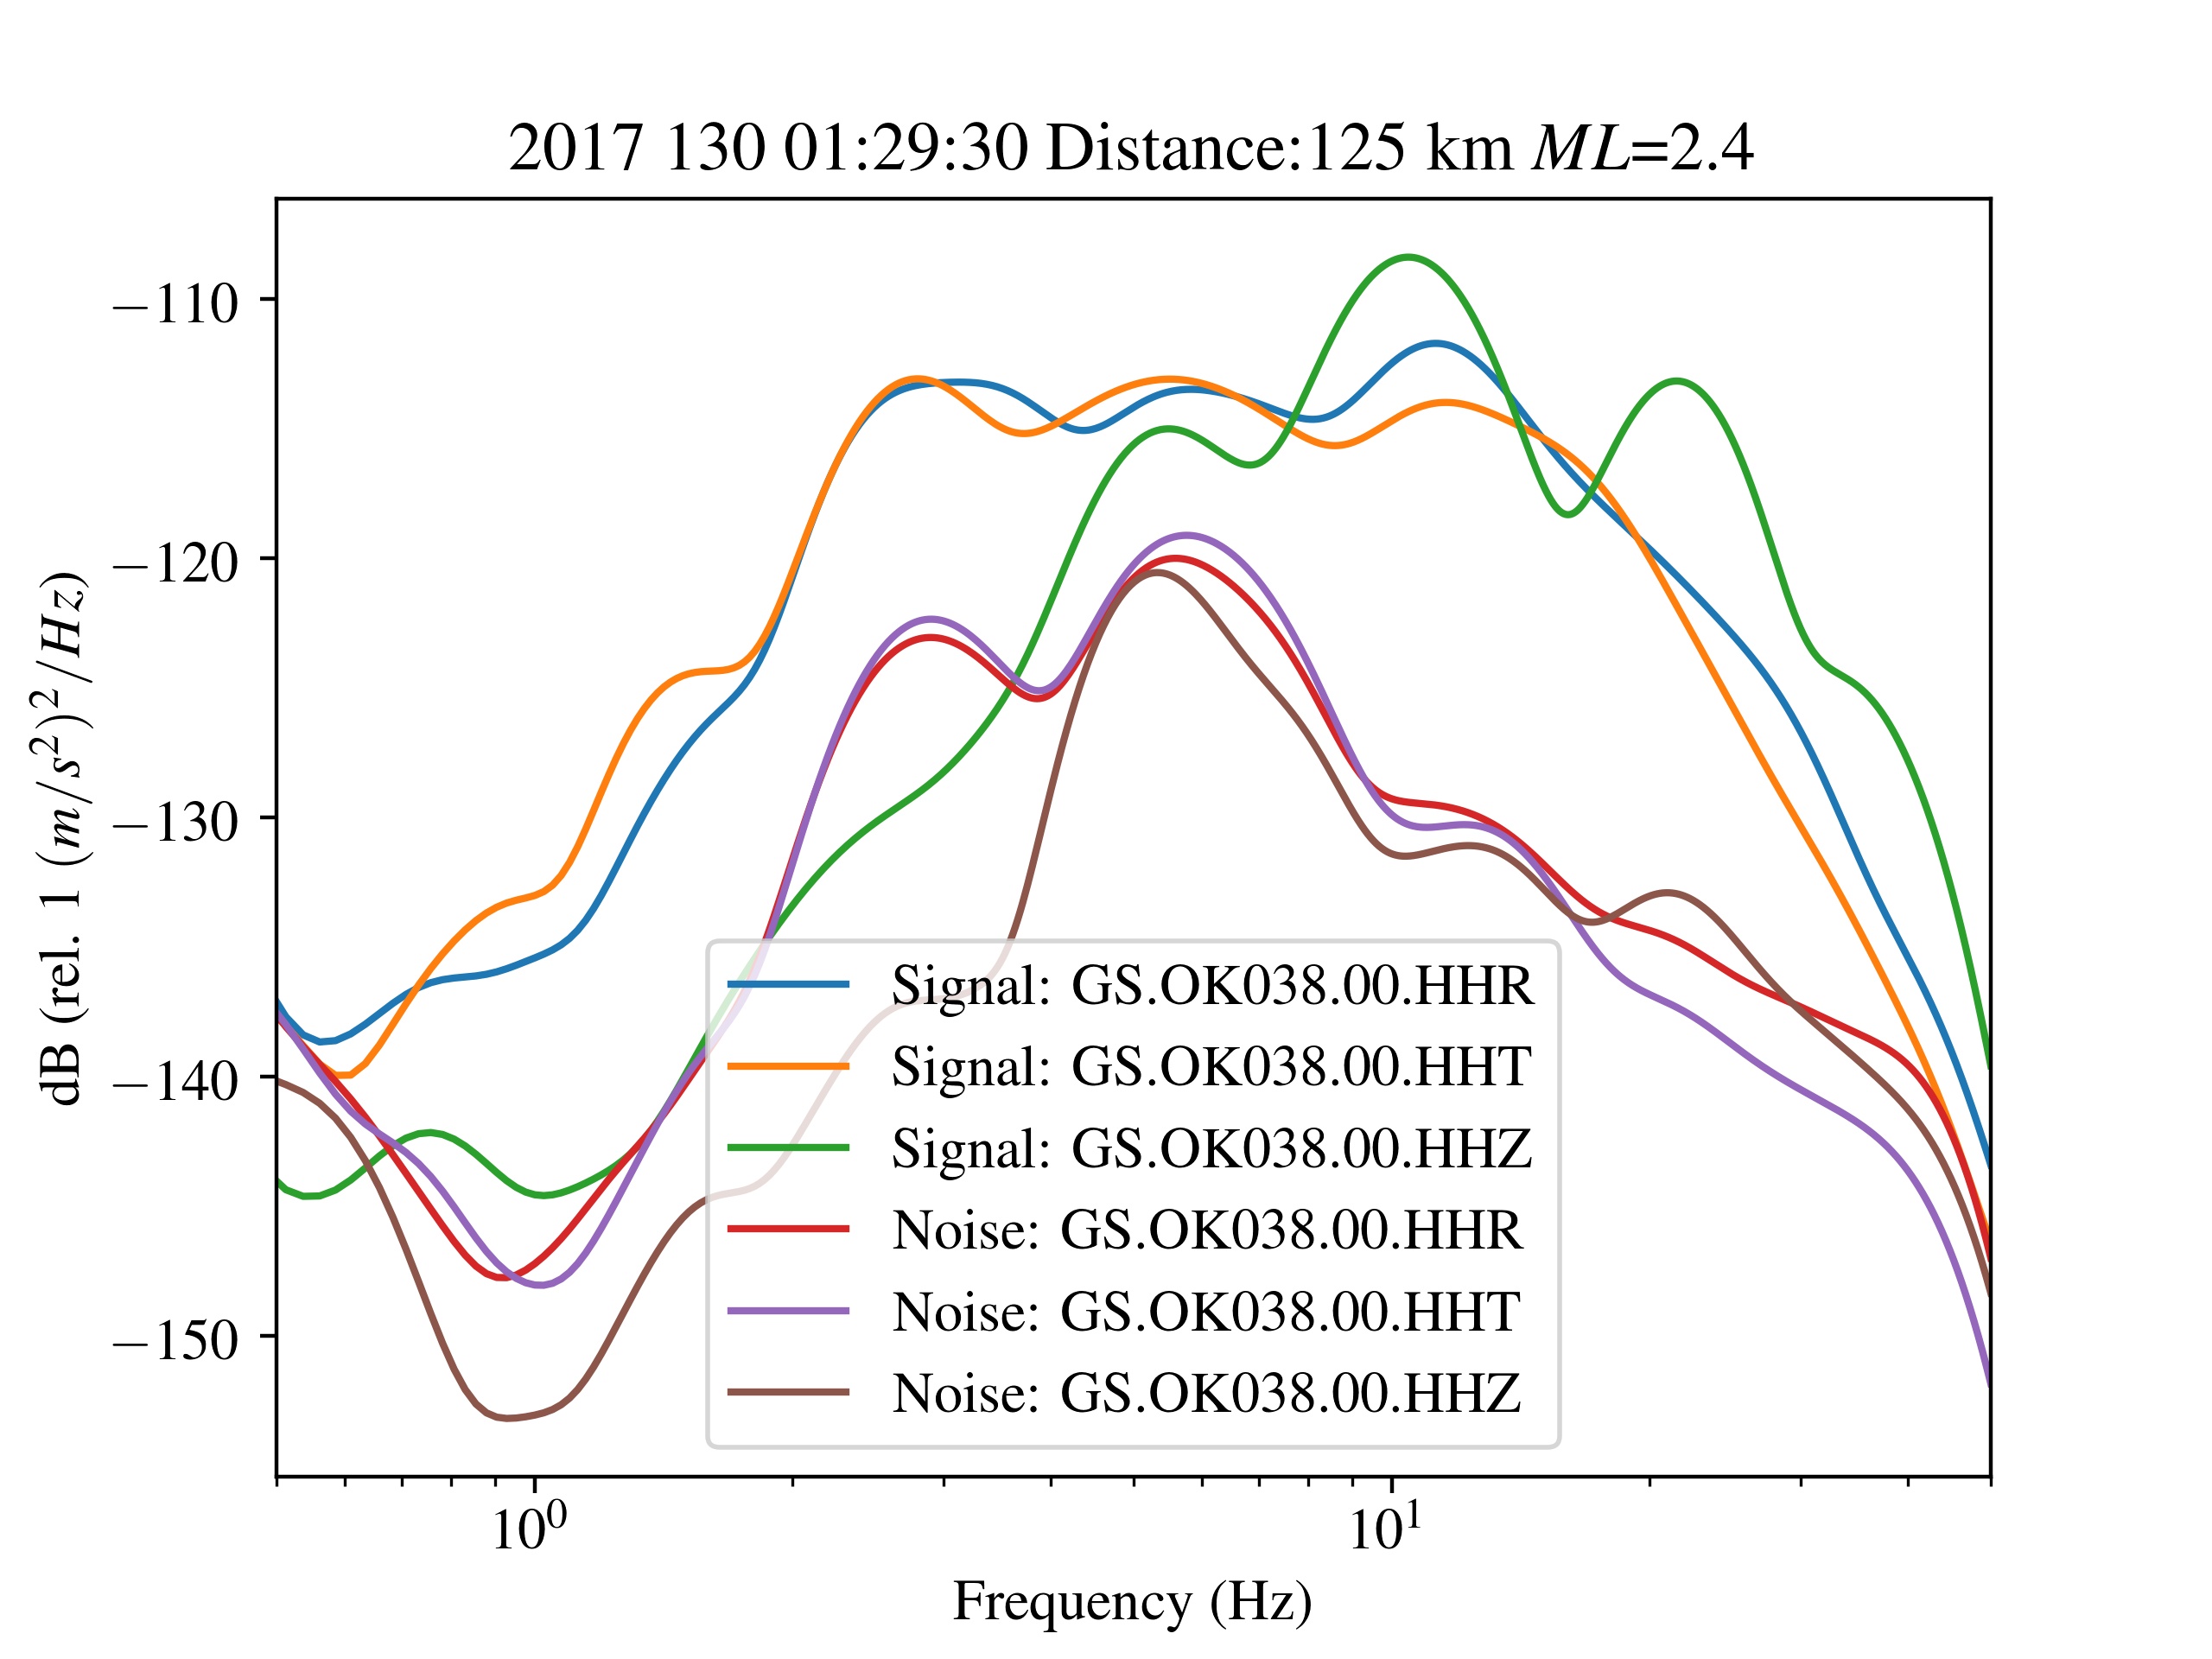 2017 130 01:29:30 Distance:125 km ML=2.4
dB (rel. 1 (m/s²)²/Hz)
−110
−120
−130
−140
−150
Signal: GS.OK038.00.HHR
Signal: GS.OK038.00.HHT
Signal: GS.OK038.00.HHZ
Noise: GS.OK038.00.HHR
Noise: GS.OK038.00.HHT
Noise: GS.OK038.00.HHZ
10⁰ 10¹
Frequency (Hz)